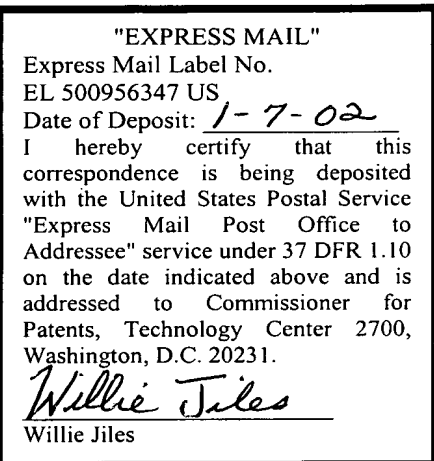 "EXPRESS MAIL"
Express Mail Label No.
EL 500956347 US
Date of Deposit: 1-7-02
I hereby certify that this
correspondence is being deposited
with the United States Postal Service
"Express Mail Post Office to
Addressee" service under 37 DFR 1.10
on the date indicated above and is
addressed to Commissioner for
Patents, Technology Center 2700,
Washington, D.C. 20231.
Willie Jiles
Willie Jiles